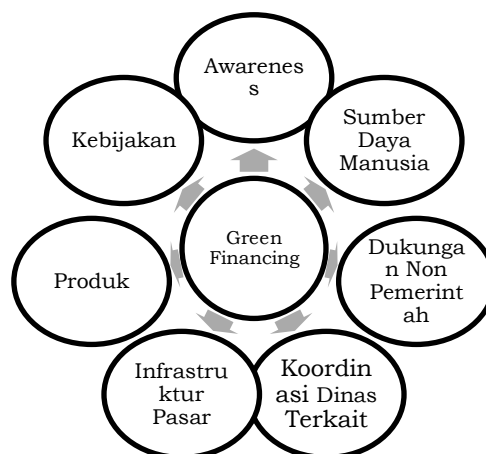 Awarenes
s
Kebijakan
Sumber
Daya
Manusia
Green
Financing
Produk
Dukunga
n Non
Pemerint
ah
Infrastru
ktur
Pasar
Koordin
asi Dinas
Terkait